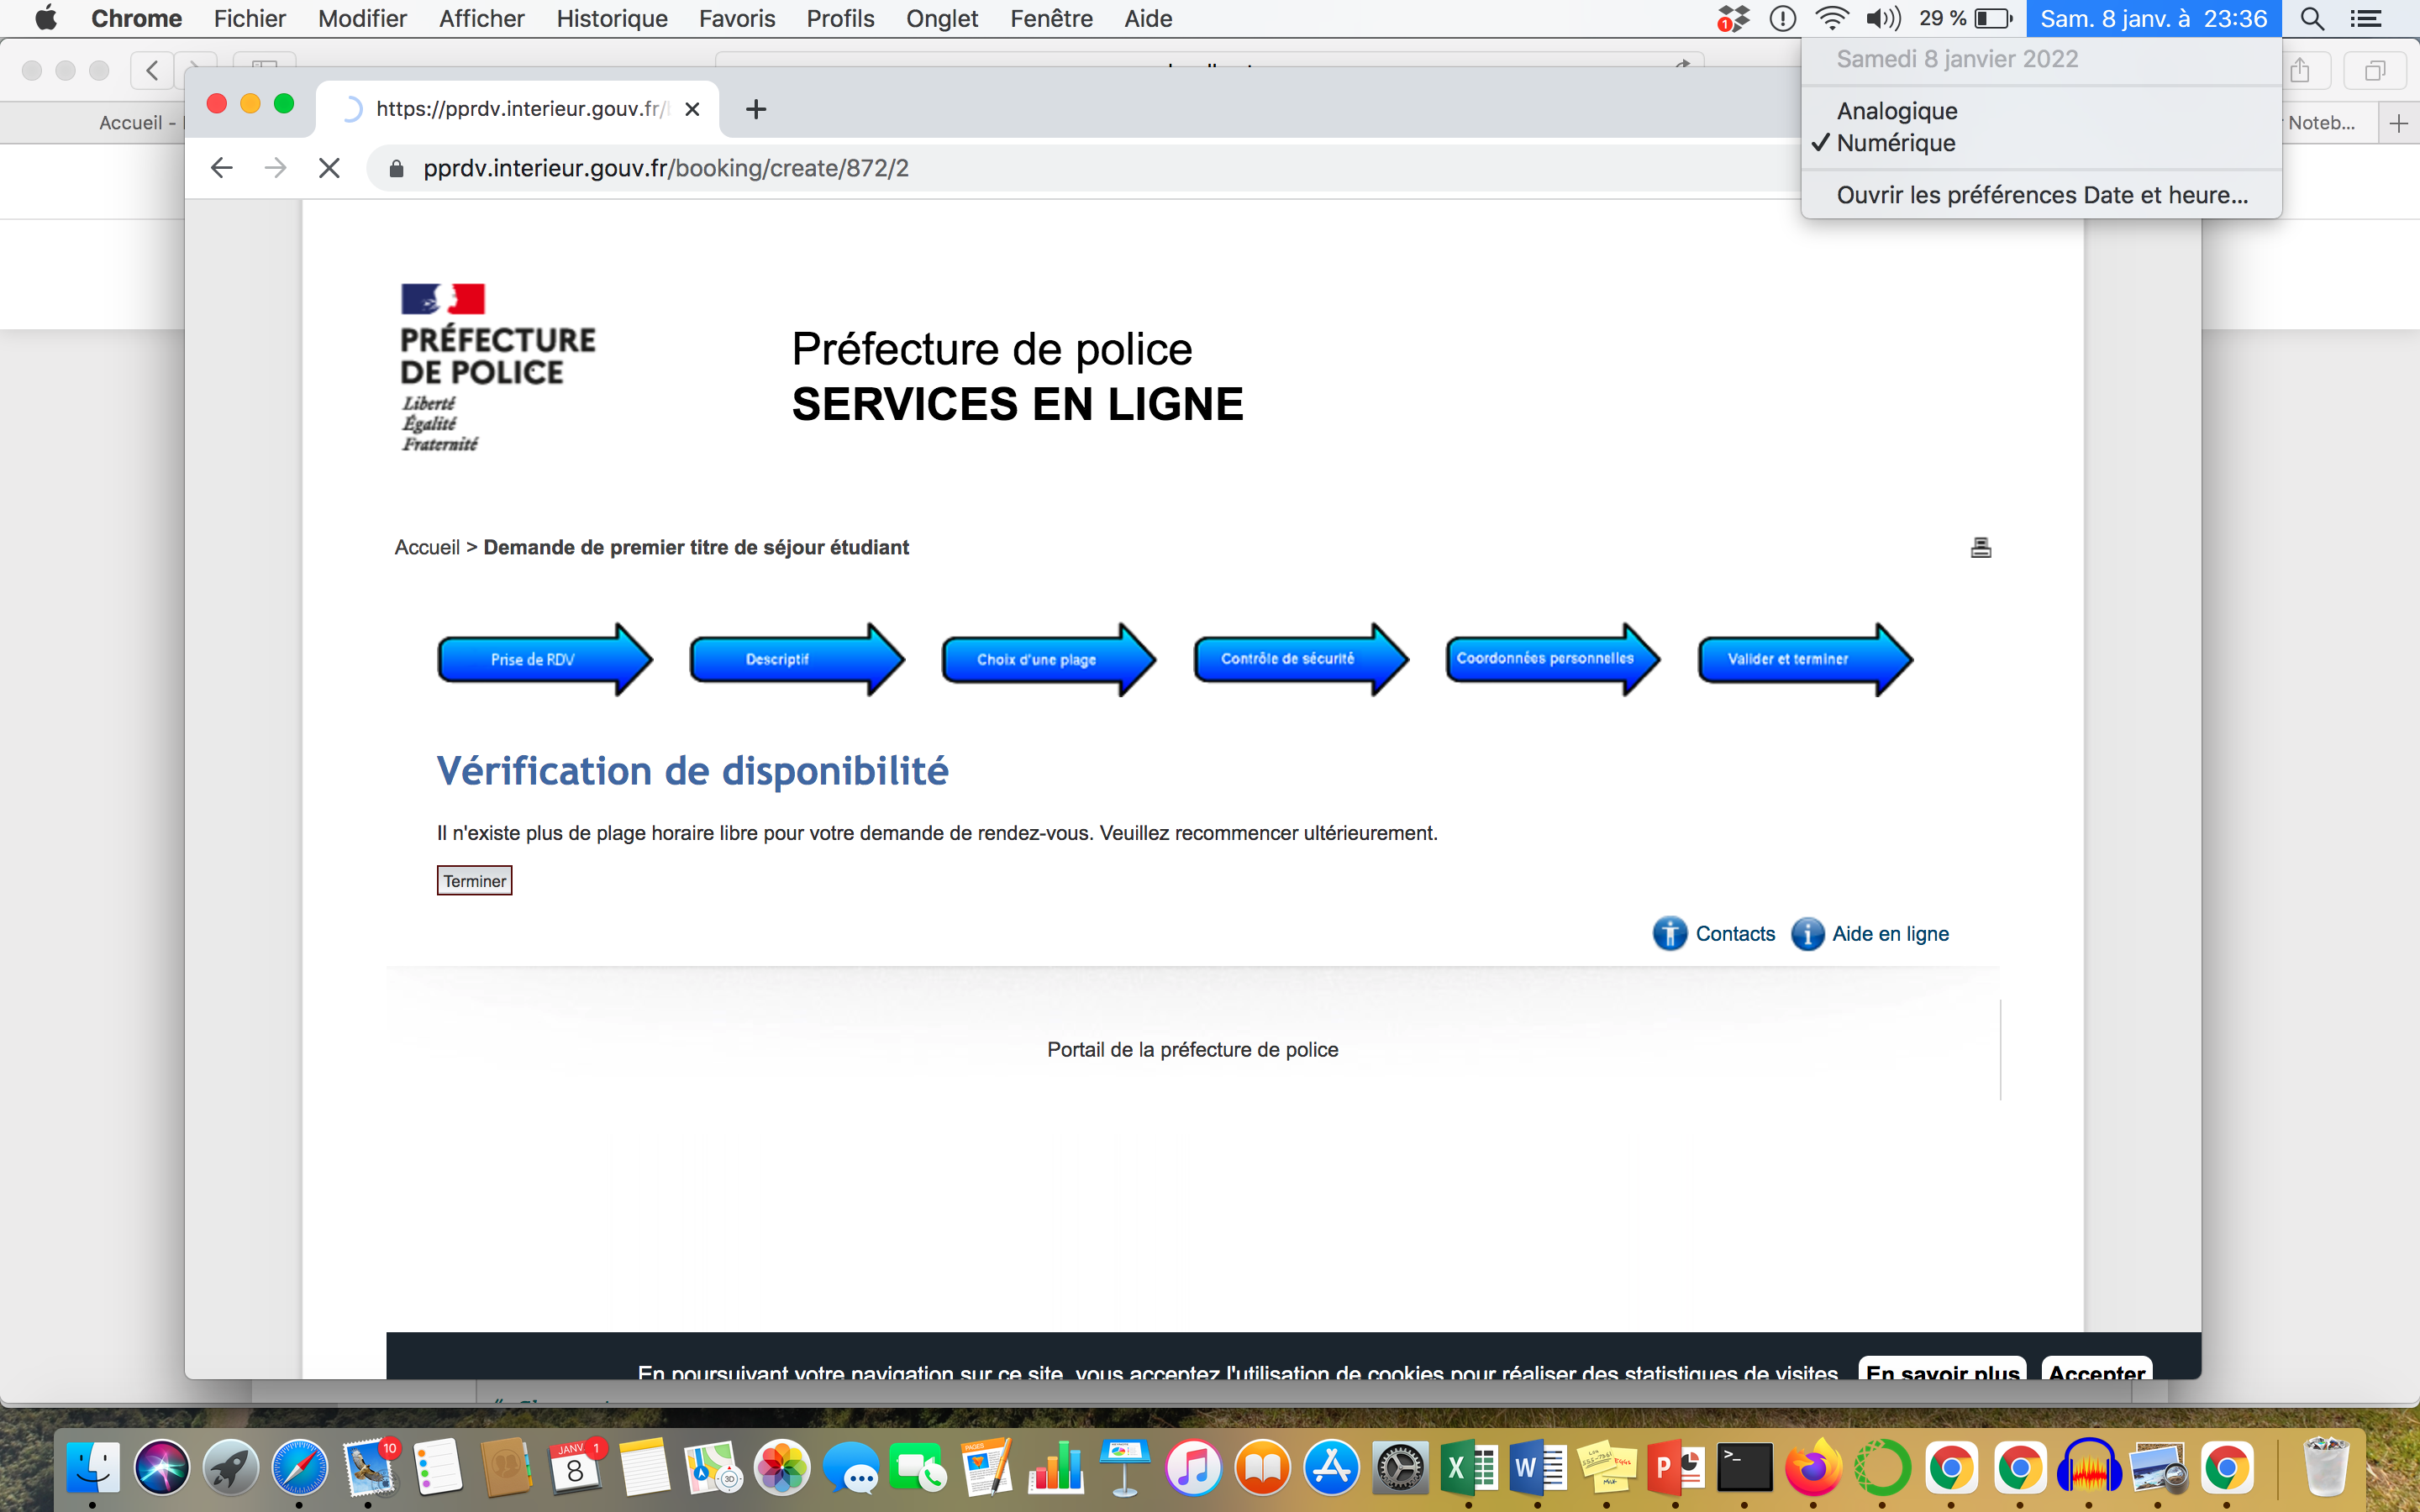 Chrome Fichier Modifier Afficher Historique Favoris Profils Onglet Fenêtre Aide
1 29 % Sam. 8 janv. à 23:36
Samedi 8 janvier 2022
Analogique
✓ Numérique
Ouvrir les préférences Date et heure...
Accueil -
Noteb...
https://pprdv.interieur.gouv.fr/
pprdv.interieur.gouv.fr/booking/create/872/2
PRÉFECTURE
DE POLICE
Liberté
Égalité
Fraternité
Préfecture de police
SERVICES EN LIGNE
Accueil > Demande de premier titre de séjour étudiant
Prise de RDV
Descriptif
Choix d'une plage
Contrôle de sécurité
Coordonnées personnelles
Valider et terminer
Vérification de disponibilité
Il n'existe plus de plage horaire libre pour votre demande de rendez-vous. Veuillez recommencer ultérieurement.
Terminer
Contacts
Aide en ligne
Portail de la préfecture de police
En poursuivant votre navigation sur ce site, vous acceptez l'utilisation de cookies pour réaliser des statistiques de visites
En savoir plus
Accepter
10
JANV.
8
1
PAGES
3D
X
W
P
>_